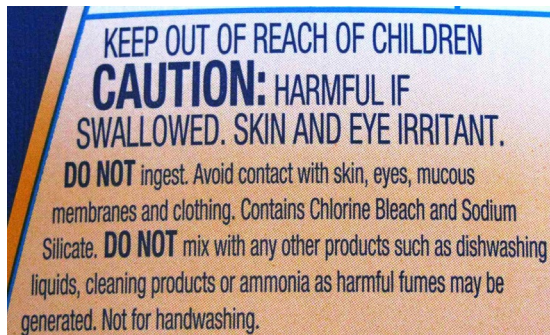 KEEP OUT OF REACH OF CHILDREN
CAUTION: HARMFUL IF
SWALLOWED. SKIN AND EYE IRRITANT.
DO NOT ingest. Avoid contact with skin, eyes, mucous
membranes and clothing. Contains Chlorine Bleach and Sodium
Silicate. DO NOT mix with any other products such as dishwashing
liquids, cleaning products or ammonia as harmful fumes may be
generated. Not for handwashing.